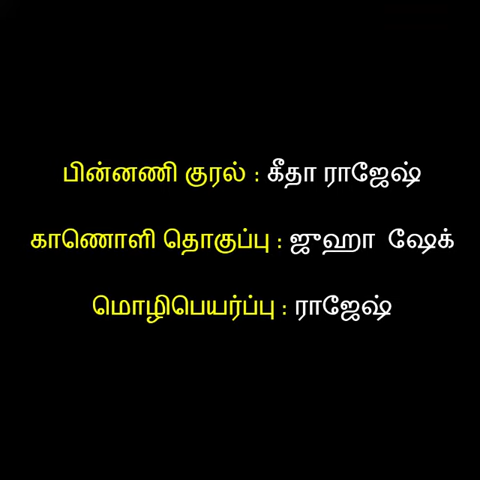 பின்னணி குரல் : கீதா ராஜேஷ்
காணொளி தொகுப்பு : ஜுஹா ஷேக்
மொழிபெயர்ப்பு : ராஜேஷ்